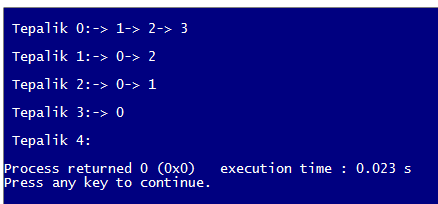 Tepalik 0:-> 1-> 2-> 3
Tepalik 1:-> 0-> 2
Tepalik 2:-> 0-> 1
Tepalik 3:-> 0
Tepalik 4:
Process returned 0 (0x0)   execution time : 0.023 s
Press any key to continue.